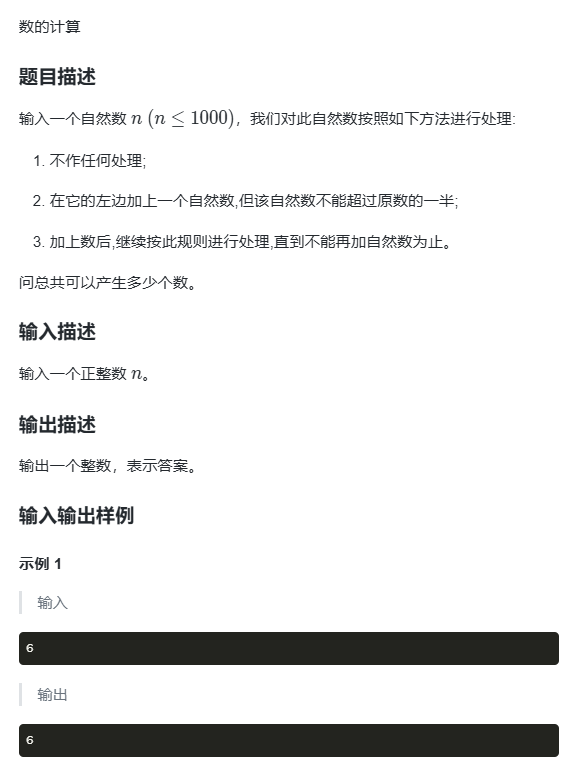 数的计算
题目描述
输入一个自然数 n (n ≤ 1000)，我们对此自然数按照如下方法进行处理:
1. 不作任何处理;
2. 在它的左边加上一个自然数,但该自然数不能超过原数的一半;
3. 加上数后,继续按此规则进行处理,直到不能再加自然数为止。
问总共可以产生多少个数。
输入描述
输入一个正整数 n。
输出描述
输出一个整数，表示答案。
输入输出样例
示例 1
输入
6
输出
6